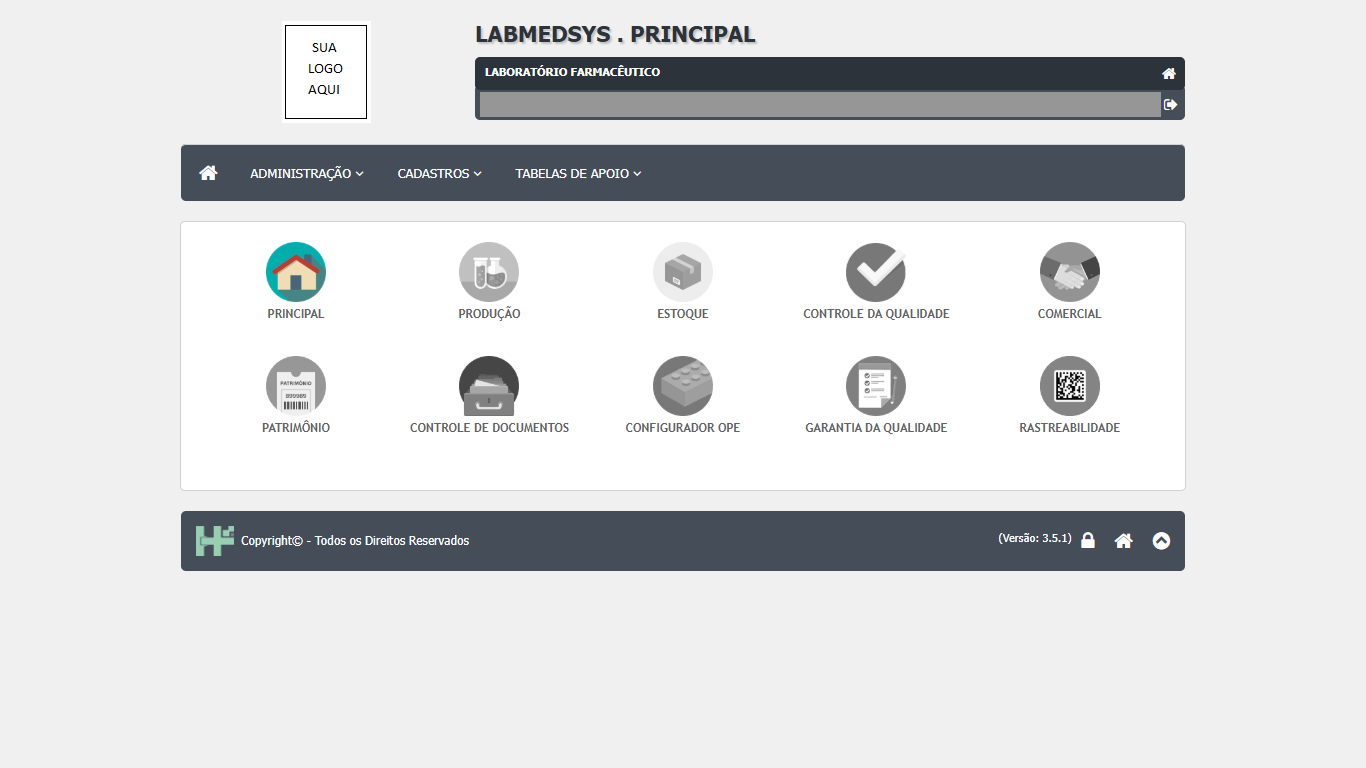 SUA
LOGO
AQUI
LABMEDSYS . PRINCIPAL
LABORATÓRIO FARMACÊUTICO
ADMINISTRAÇÃO CADASTROS TABELAS DE APOIO
PRINCIPAL PRODUÇÃO ESTOQUE CONTROLE DA QUALIDADE COMERCIAL
PATRIMÔNIO
899989
PATRIMÔNIO CONTROLE DE DOCUMENTOS CONFIGURADOR OPE GARANTIA DA QUALIDADE RASTREABILIDADE
Copyright© - Todos os Direitos Reservados (Versão: 3.5.1)